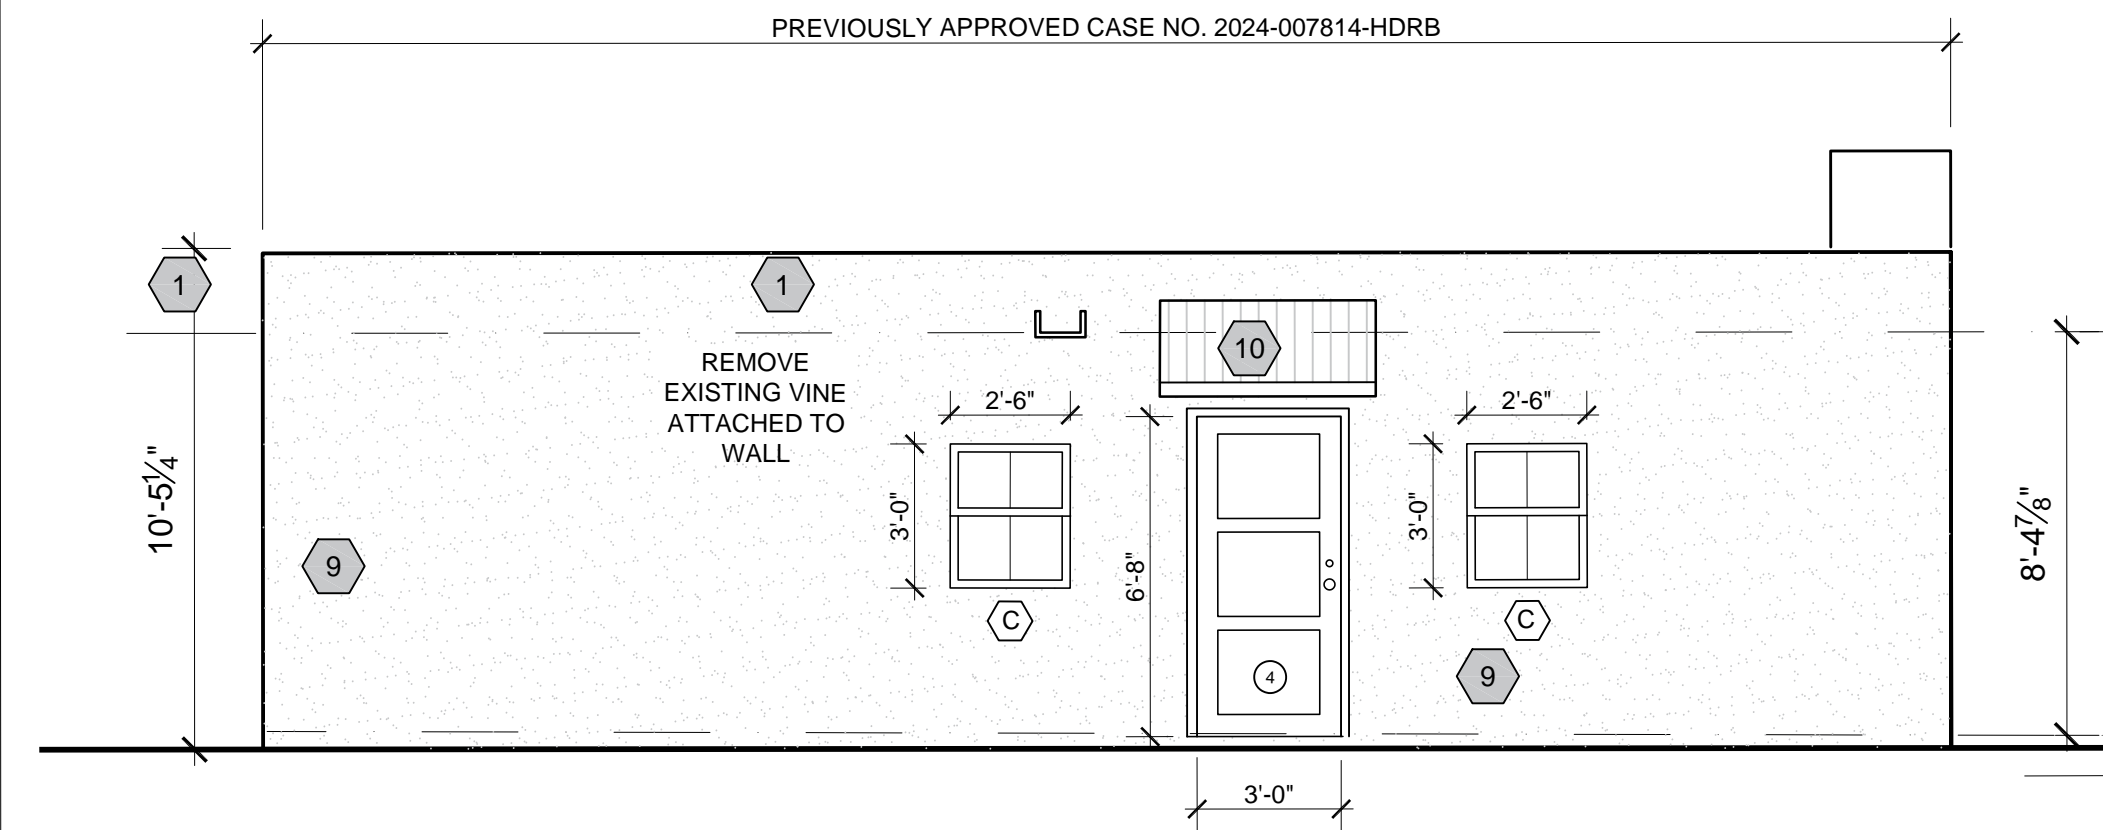 PREVIOUSLY APPROVED CASE NO. 2024-007814-HDRB
1
1
10
REMOVE
EXISTING VINE
ATTACHED TO
WALL
2'-6"
2'-6"
10'-5¼"
3'-0"
6'-8"
3'-0"
8'-4⅞"
9
C
C
4
9
3'-0"